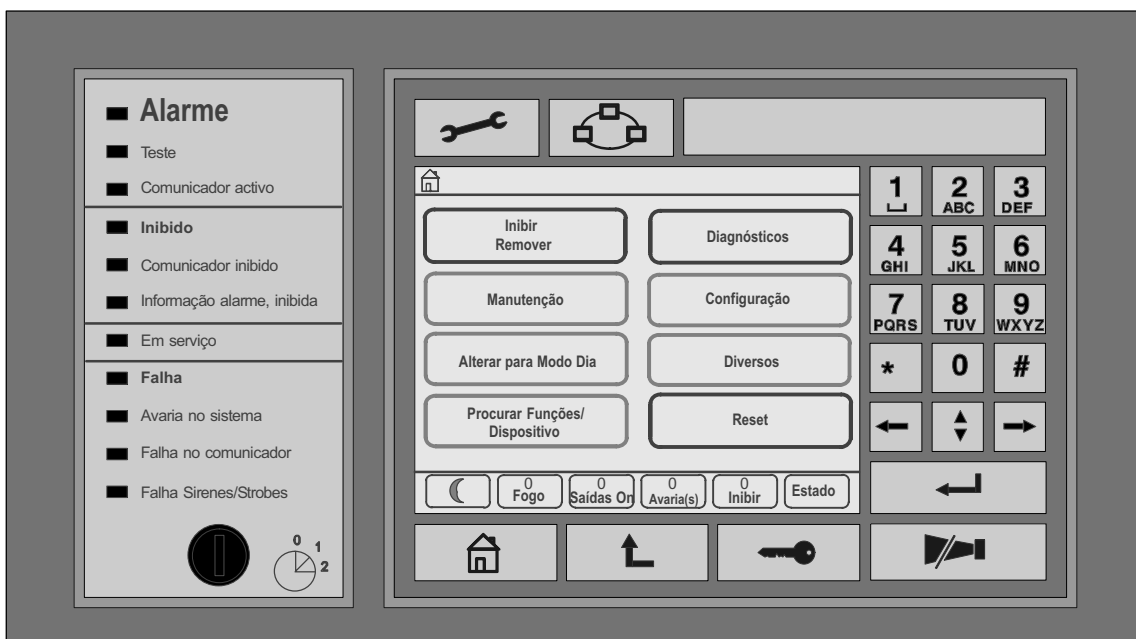 Alarme
Teste
Comunicador activo
Inibido
Comunicador inibido
Informação alarme, inibida
Em serviço
Falha
Avaria no sistema
Falha no comunicador
Falha Sirenes/Strobes
0
1
2
Inibir
Remover
Diagnósticos
Manutenção
Configuração
Alterar para Modo Dia
Diversos
Procurar Funções/
Dispositivo
Reset
0
Fogo
0
Saídas On
0
Avaria(s)
0
Inibir
Estado
1
2
ABC
3
DEF
4
GHI
5
JKL
6
MNO
7
PQRS
8
TUV
9
WXYZ
*
0
#